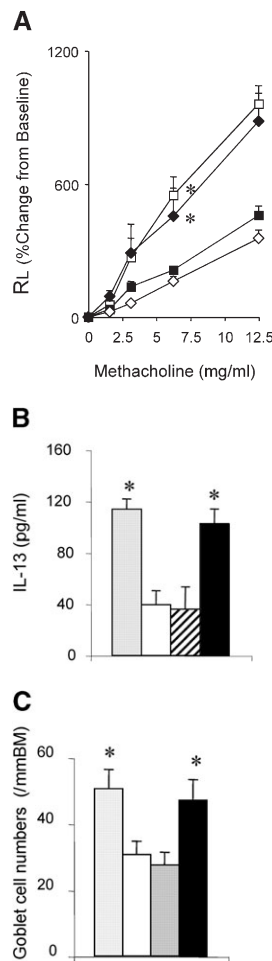 A
1200
600
0
RL (%Change from Baseline)
*
*
0 2.5 5 7.5 10 12.5
Methacholine (mg/ml)
B
160
120
80
40
0
IL-13 (pg/ml)
* *
C
60
40
20
0
Goblet cell numbers (/mmBM)
* *